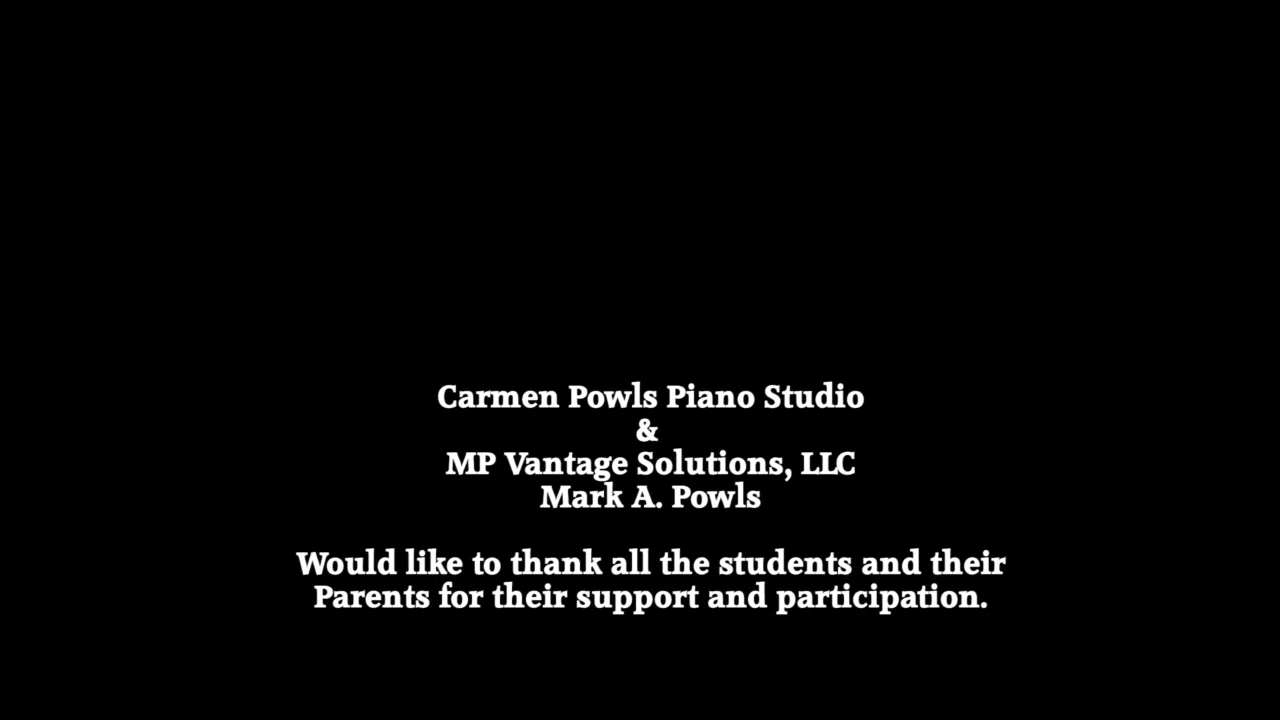 Carmen Powls Piano Studio
&
MP Vantage Solutions, LLC
Mark A. Powls
Would like to thank all the students and their
Parents for their support and participation.